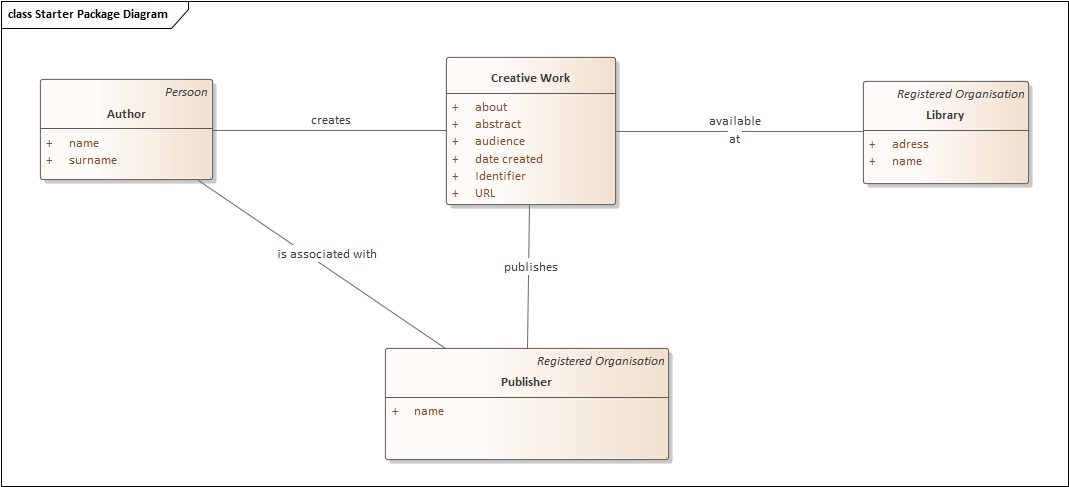 class Starter Package Diagram
Persoon
Author
+ name
+ surname
creates
Creative Work
+ about
+ abstract
+ audience
+ date created
+ Identifier
+ URL
available
at
Registered Organisation
Library
+ adress
+ name
is associated with
publishes
Registered Organisation
Publisher
+ name